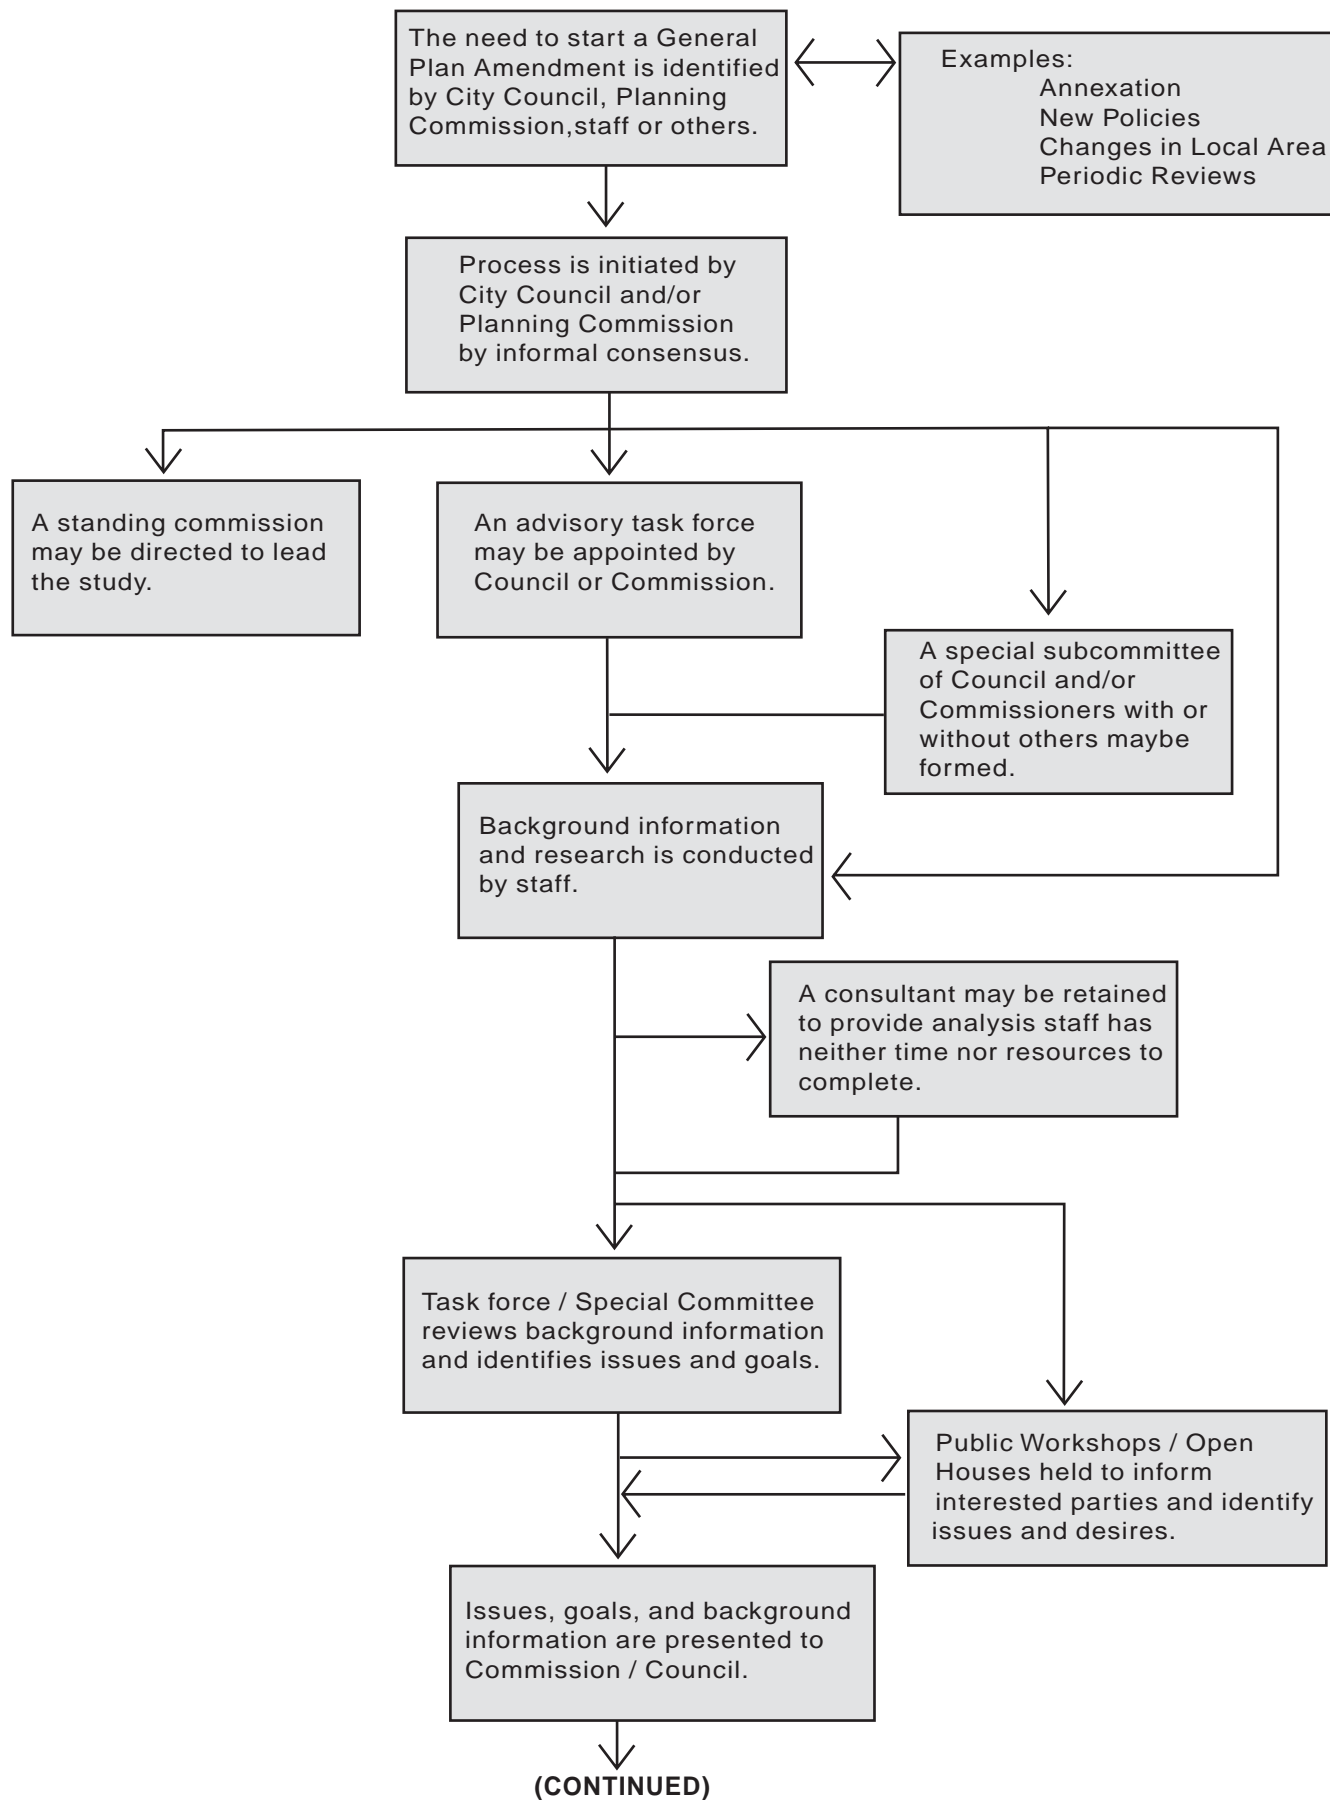 The need to start a General
Plan Amendment is identified
by City Council, Planning
Commission,staff or others.
Examples:
Annexation
New Policies
Changes in Local Area
Periodic Reviews
Process is initiated by
City Council and/or
Planning Commission
by informal consensus.
A standing commission
may be directed to lead
the study.
An advisory task force
may be appointed by
Council or Commission.
A special subcommittee
of Council and/or
Commissioners with or
without others maybe
formed.
Background information
and research is conducted
by staff.
A consultant may be retained
to provide analysis staff has
neither time nor resources to
complete.
Task force / Special Committee
reviews background information
and identifies issues and goals.
Public Workshops / Open
Houses held to inform
interested parties and identify
issues and desires.
Issues, goals, and background
information are presented to
Commission / Council.
(CONTINUED)